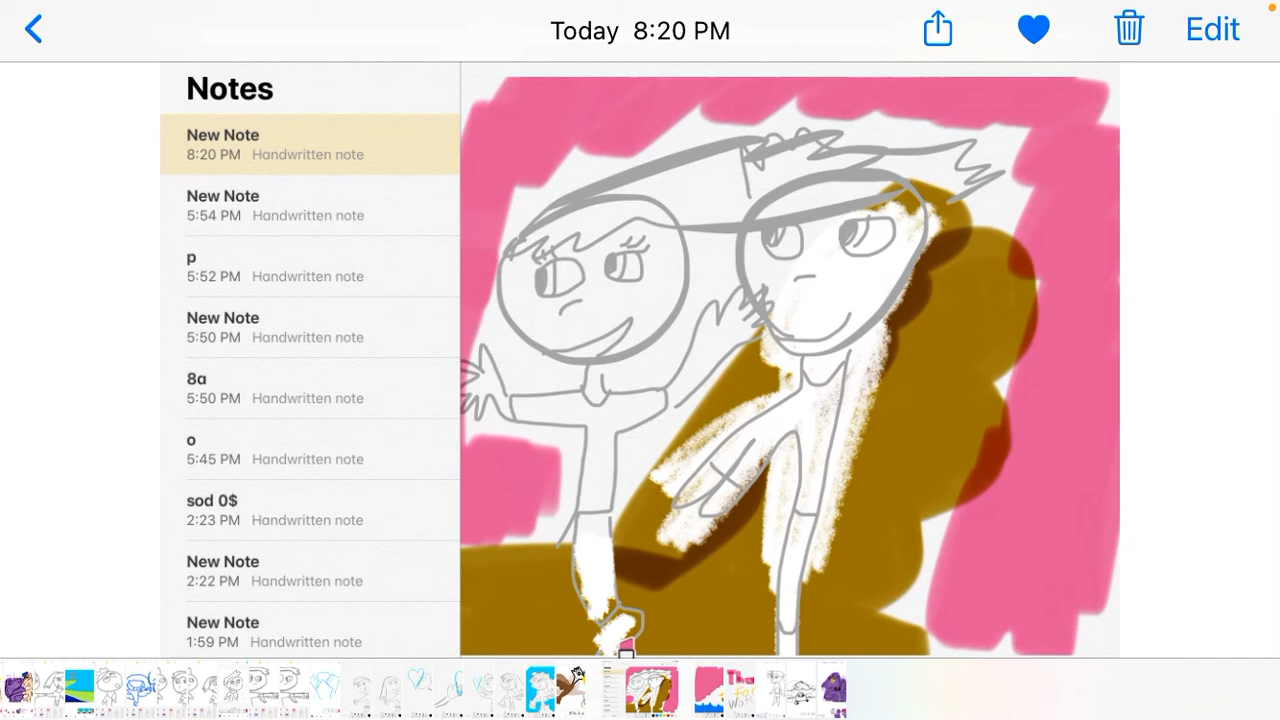 Today 8:20 PM
Edit
Notes
New Note
8:20 PM Handwritten note
New Note
5:54 PM Handwritten note
p
5:52 PM Handwritten note
New Note
5:50 PM Handwritten note
8a
5:50 PM Handwritten note
o
5:45 PM Handwritten note
sod 0$
2:23 PM Handwritten note
New Note
2:22 PM Handwritten note
New Note
1:59 PM Handwritten note
The